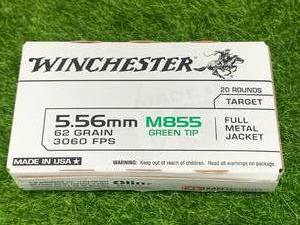 WINCHESTER
20 ROUNDS
TARGET
5.56mm M855
62 GRAIN GREEN TIP
3060 FPS
FULL
METAL
JACKET
MADE IN USA
WARNING: Keep out of reach of children. Read all warnings on package.
Olin